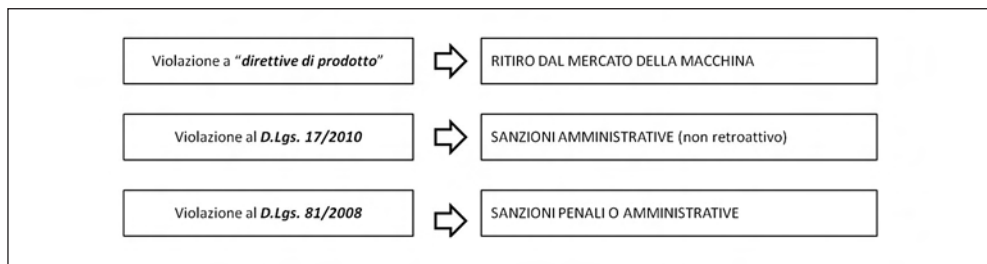 Violazione a “direttive di prodotto” RITIRO DAL MERCATO DELLA MACCHINA
Violazione al D.Lgs. 17/2010 SANZIONI AMMINISTRATIVE (non retroattivo)
Violazione al D.Lgs. 81/2008 SANZIONI PENALI O AMMINISTRATIVE